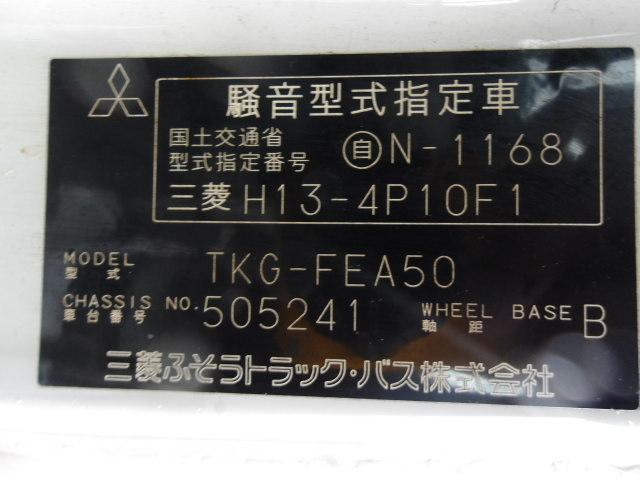 騒音型式指定車
国土交通省
型式指定番号 自N-1168
三菱 H13-4P10F1
MODEL TKG-FEA50
型式
CHASSIS NO. 505241 WHEEL BASE B
車台番号 軸距
三菱ふそうトラック・バス株式会社